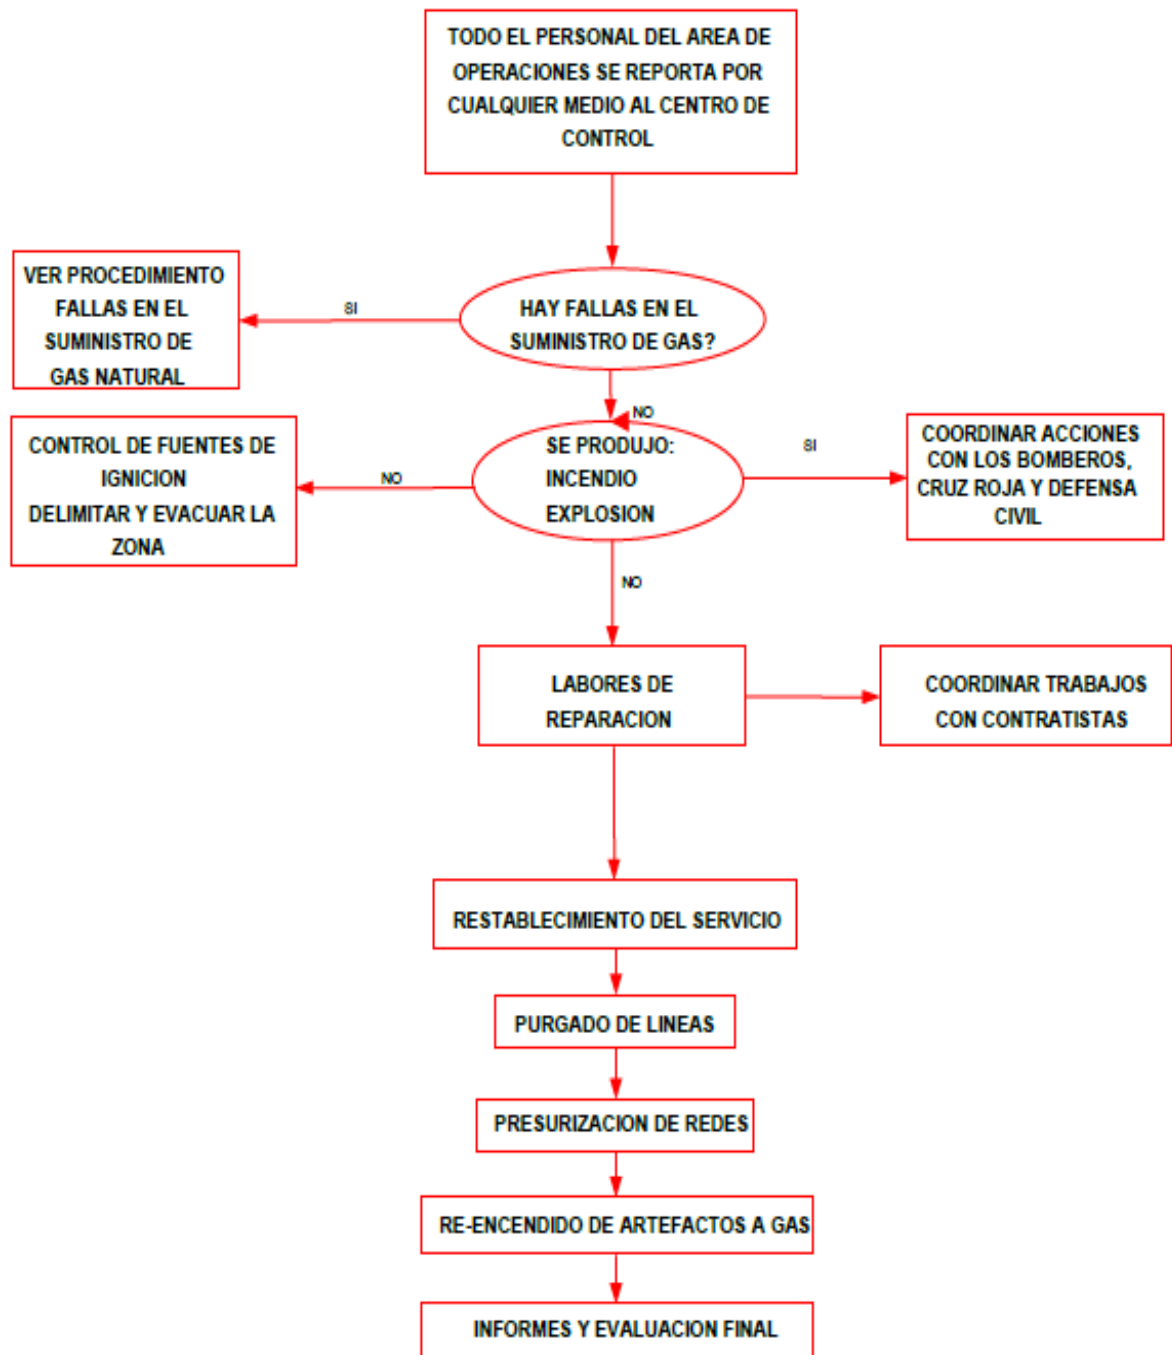 TODO EL PERSONAL DEL AREA DE
OPERACIONES SE REPORTA POR
CUALQUIER MEDIO AL CENTRO DE
CONTROL
VER PROCEDIMIENTO
FALLAS EN EL
SUMINISTRO DE
GAS NATURAL
SI
HAY FALLAS EN EL
SUMINISTRO DE GAS?
NO
CONTROL DE FUENTES DE
IGNICION
DELIMITAR Y EVACUAR LA
ZONA
NO
SE PRODUJO:
INCENDIO
EXPLOSION
SI
COORDINAR ACCIONES
CON LOS BOMBEROS,
CRUZ ROJA Y DEFENSA
CIVIL
NO
LABORES DE
REPARACION
COORDINAR TRABAJOS
CON CONTRATISTAS
RESTABLECIMIENTO DEL SERVICIO
PURGADO DE LINEAS
PRESURIZACION DE REDES
RE-ENCENDIDO DE ARTEFACTOS A GAS
INFORMES Y EVALUACION FINAL